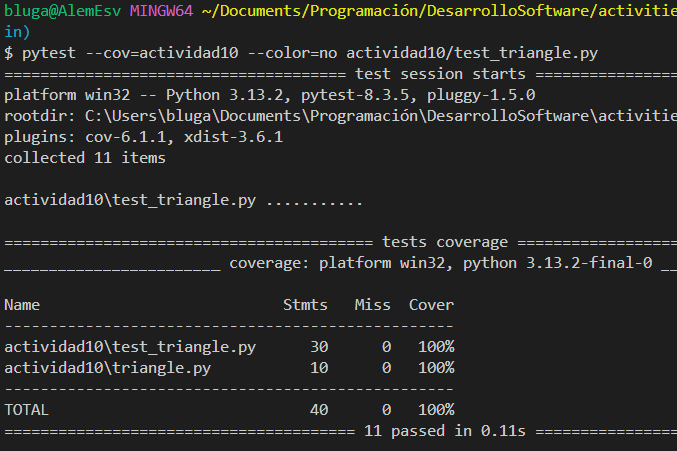 bluga@AlemEsv MINGW64 ~/Documents/Programación/DesarrolloSoftware/activitie
in)
$ pytest --cov=actividad10 --color=no actividad10/test_triangle.py
====================================== test session starts ================
platform win32 -- Python 3.13.2, pytest-8.3.5, pluggy-1.5.0
rootdir: C:\Users\bluga\Documents\Programación\DesarrolloSoftware\activitie
plugins: cov-6.1.1, xdist-3.6.1
collected 11 items

actividad10\test_triangle.py ...........

========================================= tests coverage ==================
________________________ coverage: platform win32, python 3.13.2-final-0 __

Name                           Stmts   Miss  Cover
--------------------------------------------------
actividad10\test_triangle.py      30      0   100%
actividad10\triangle.py           10      0   100%
--------------------------------------------------
TOTAL                             40      0   100%
======================================= 11 passed in 0.11s ================